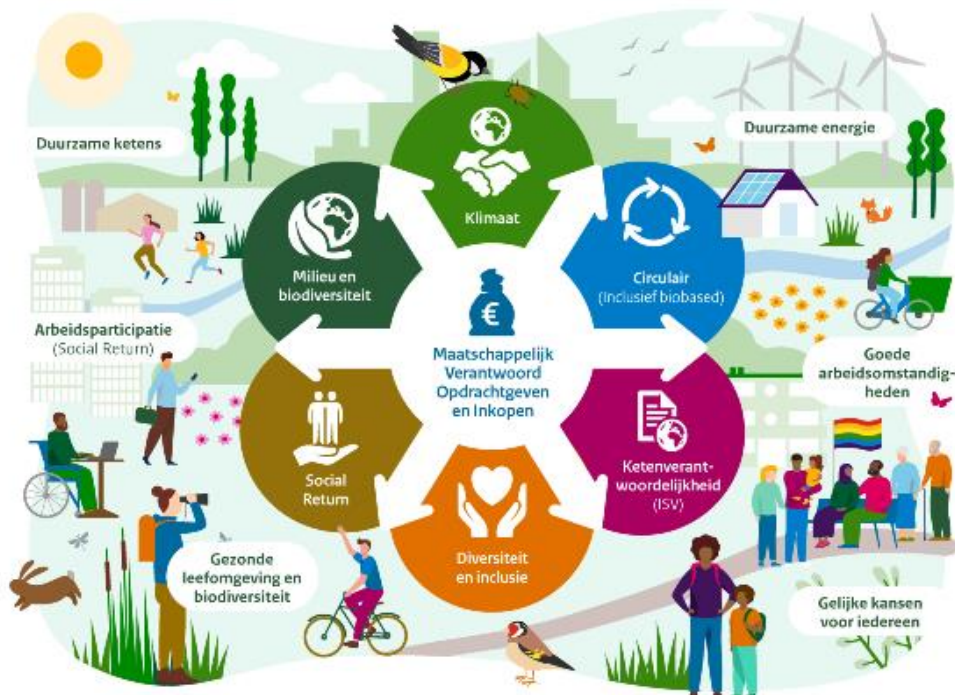 Duurzame ketens
Duurzame energie
Klimaat
Milieu en
biodiversiteit
Circulair
(Inclusief biobased)
Arbeidsparticipatie
(Social Return)
€
Maatschappelijk
Verantwoord
Opdrachtgeven
en Inkopen
Goede
arbeidsomstandig-
heden
Social
Return
Ketenverant-
woordelijkheid
(ISV)
Diversiteit
en inclusie
Gezonde
leefomgeving en
biodiversiteit
Gelijke kansen
voor iedereen